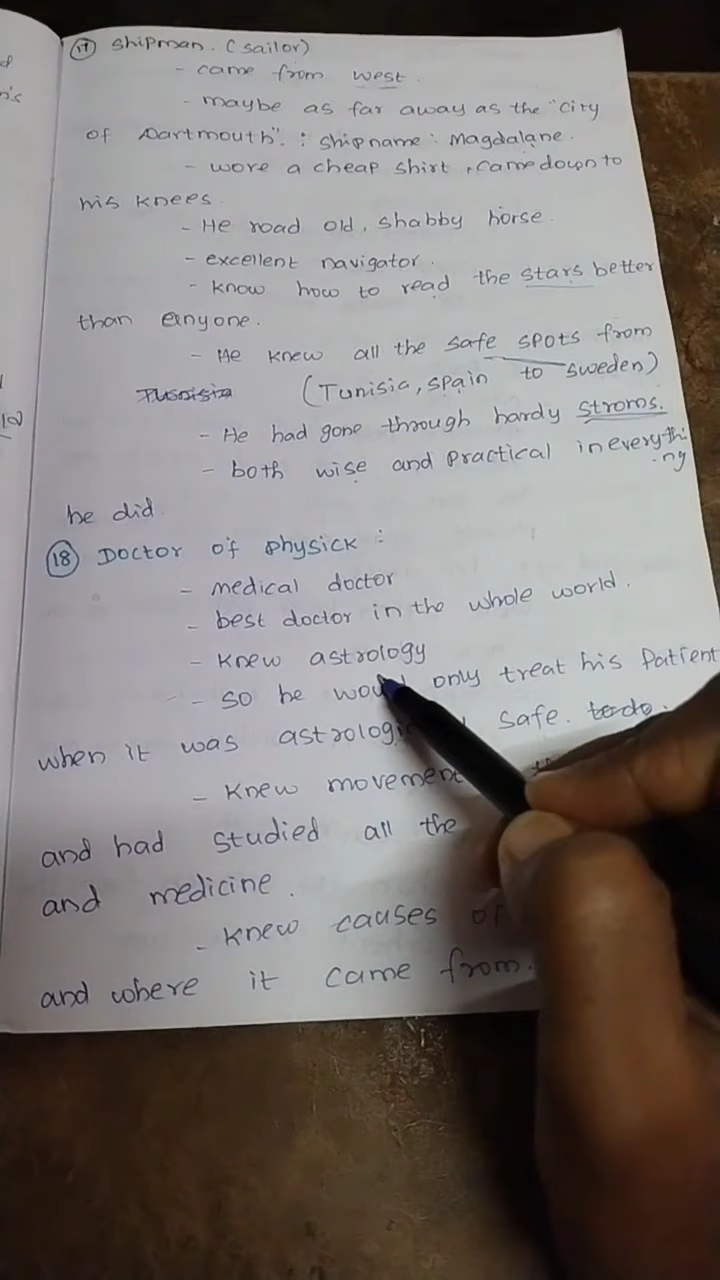 ⑰ Shipman. (Sailor)
- came from west.
- maybe as far away as the "City
of Dartmouth". : Ship name : Magdalane.
- wore a cheap shirt, came down to
his knees.
- He road old, shabby horse.
- excellent navigator.
- know how to read the stars better
than anyone.
- He knew all the safe spots from
(Tunisia, Spain to Sweden)
- He had gone through hardy stroms.
- both wise and practical in everythi
ng
he did.
⑱ Doctor of Physick :
- medical doctor
- best doctor in the whole world.
- knew astrology
- so he would only treat his Patient
when it was safe. to do.
- knew movement
and had studied all the
and medicine.
- knew causes of
and where it came from.